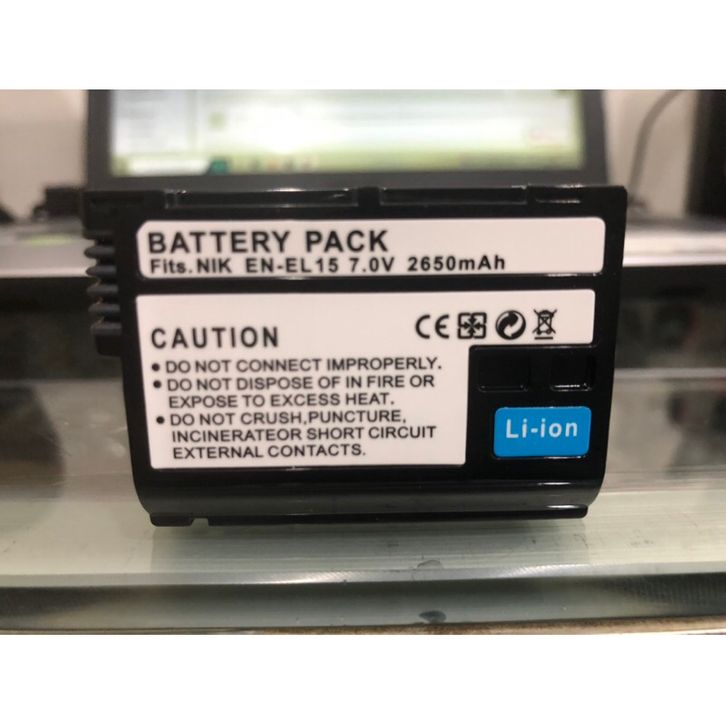 BATTERY PACK
Fits.NIK EN-EL15 7.0V 2650mAh
CAUTION
CE
• DO NOT CONNECT IMPROPERLY.
• DO NOT DISPOSE OF IN FIRE OR
EXPOSE TO EXCESS HEAT.
• DO NOT CRUSH,PUNCTURE,
INCINERATEOR SHORT CIRCUIT
EXTERNAL CONTACTS.
Li-ion